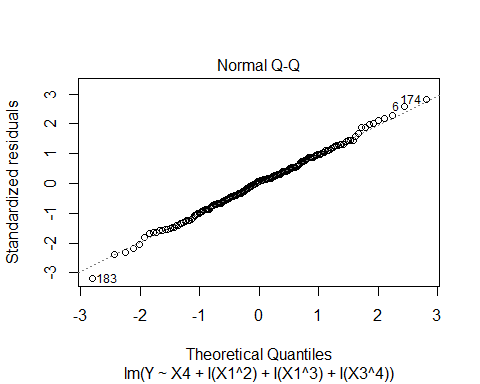 Normal Q-Q
Standardized residuals
3
2
1
0
-1
-2
-3
174
6
183
-3 -2 -1 0 1 2 3
Theoretical Quantiles
lm(Y ~ X4 + I(X1^2) + I(X1^3) + I(X3^4))